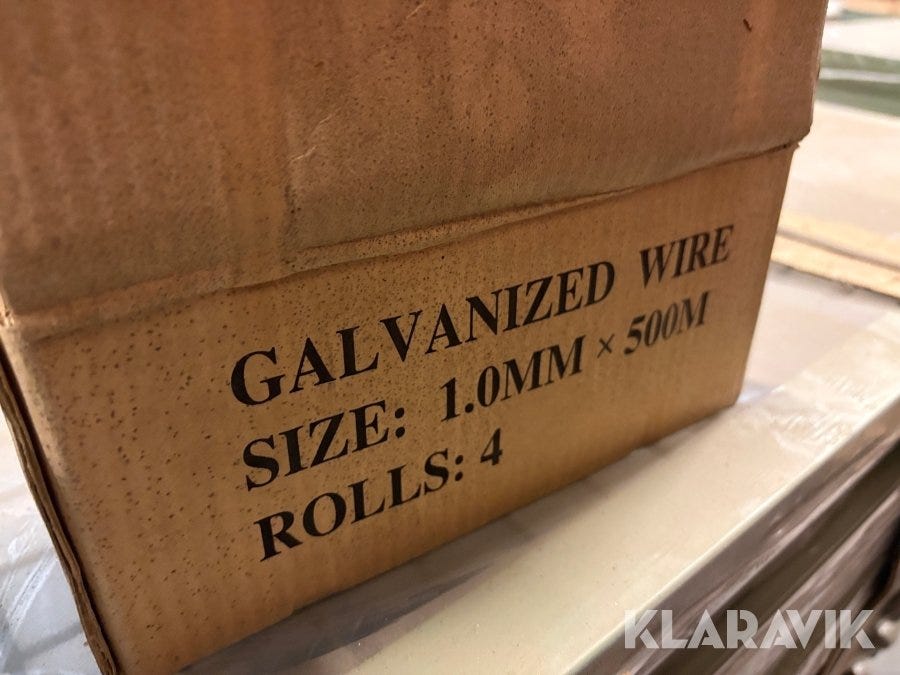 GALVANIZED WIRE
SIZE: 1.0MM × 500M
ROLLS: 4
KLARAVIK